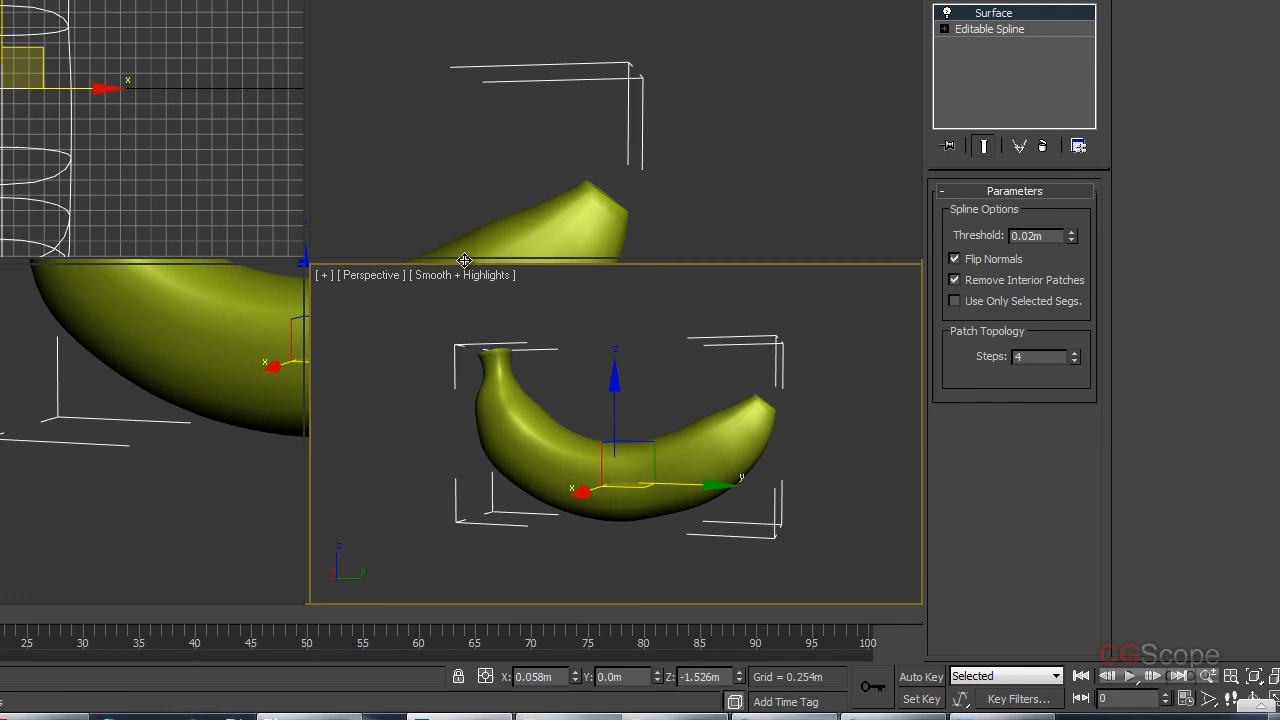 Surface
Editable Spline
x
Parameters
Spline Options
Threshold: 0.02m
Flip Normals
Remove Interior Patches
Use Only Selected Segs.
Patch Topology
Steps: 4
[ + ] [ Perspective ] [ Smooth + Highlights ]
z
x
x
y
z
x
y
25 30 35 40 45 50 55 60 65 70 75 80 85 90 95 100
CGScope
X: 0.058m Y: 0.0m Z: -1.526m Grid = 0.254m Auto Key Selected
Add Time Tag Set Key Key Filters... 0